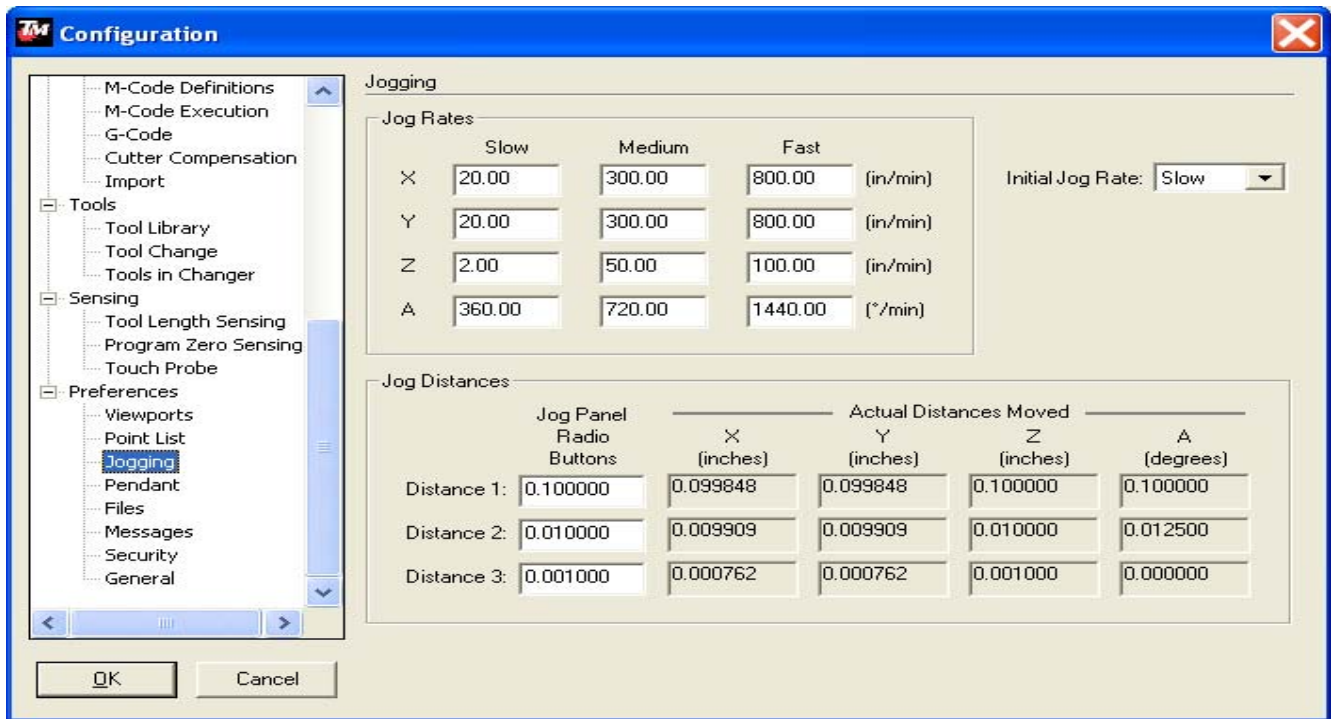 TM Configuration
M-Code Definitions
M-Code Execution
G-Code
Cutter Compensation
Import
Tools
Tool Library
Tool Change
Tools in Changer
Sensing
Tool Length Sensing
Program Zero Sensing
Touch Probe
Preferences
Viewports
Point List
Jogging
Pendant
Files
Messages
Security
General
OK Cancel
Jogging
Jog Rates
Slow Medium Fast
X 20.00 300.00 800.00 (in/min)
Y 20.00 300.00 800.00 (in/min)
Z 2.00 50.00 100.00 (in/min)
A 360.00 720.00 1440.00 (°/min)
Initial Jog Rate: Slow
Jog Distances
Jog Panel Radio Buttons
Actual Distances Moved
X (inches) Y (inches) Z (inches) A (degrees)
Distance 1: 0.100000 0.099848 0.099848 0.100000 0.100000
Distance 2: 0.010000 0.009909 0.009909 0.010000 0.012500
Distance 3: 0.001000 0.000762 0.000762 0.001000 0.000000